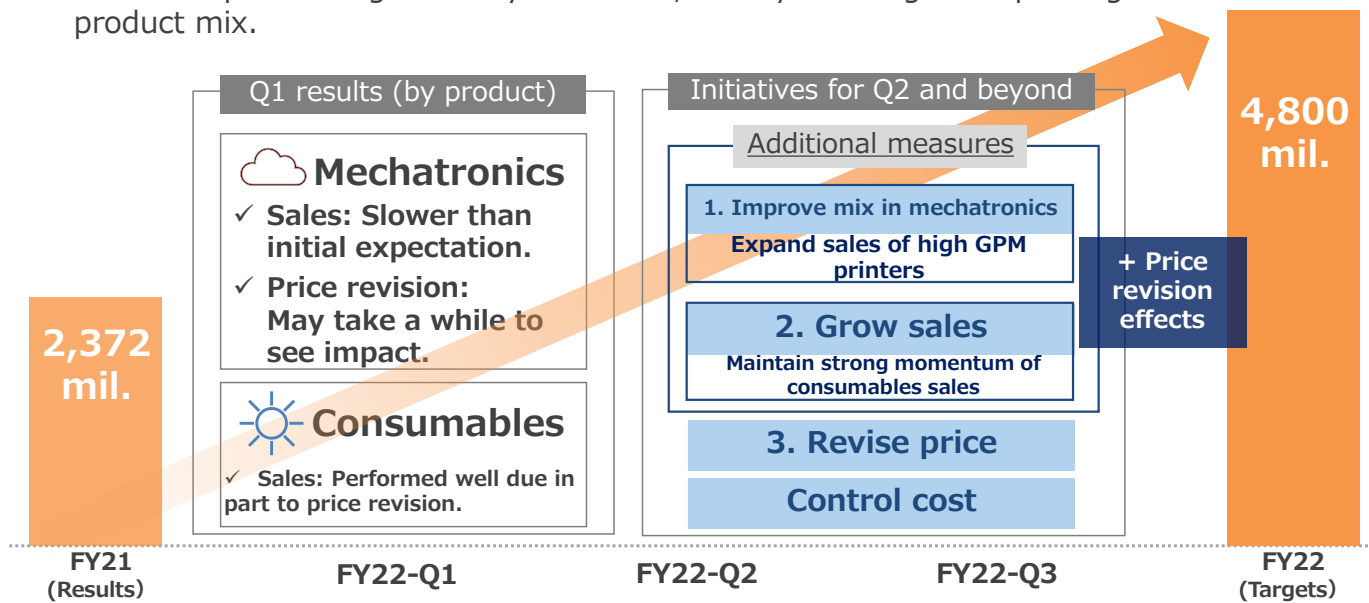 product mix.
Q1 results (by product)
Mechatronics
✓ Sales: Slower than
initial expectation.
✓ Price revision:
May take a while to
see impact.
Consumables
✓ Sales: Performed well due in
part to price revision.
Initiatives for Q2 and beyond
Additional measures
1. Improve mix in mechatronics
Expand sales of high GPM
printers
2. Grow sales
Maintain strong momentum of
consumables sales
3. Revise price
Control cost
+ Price
revision
effects
2,372
mil.
4,800
mil.
FY21
(Results)
FY22-Q1
FY22-Q2
FY22-Q3
FY22
(Targets)